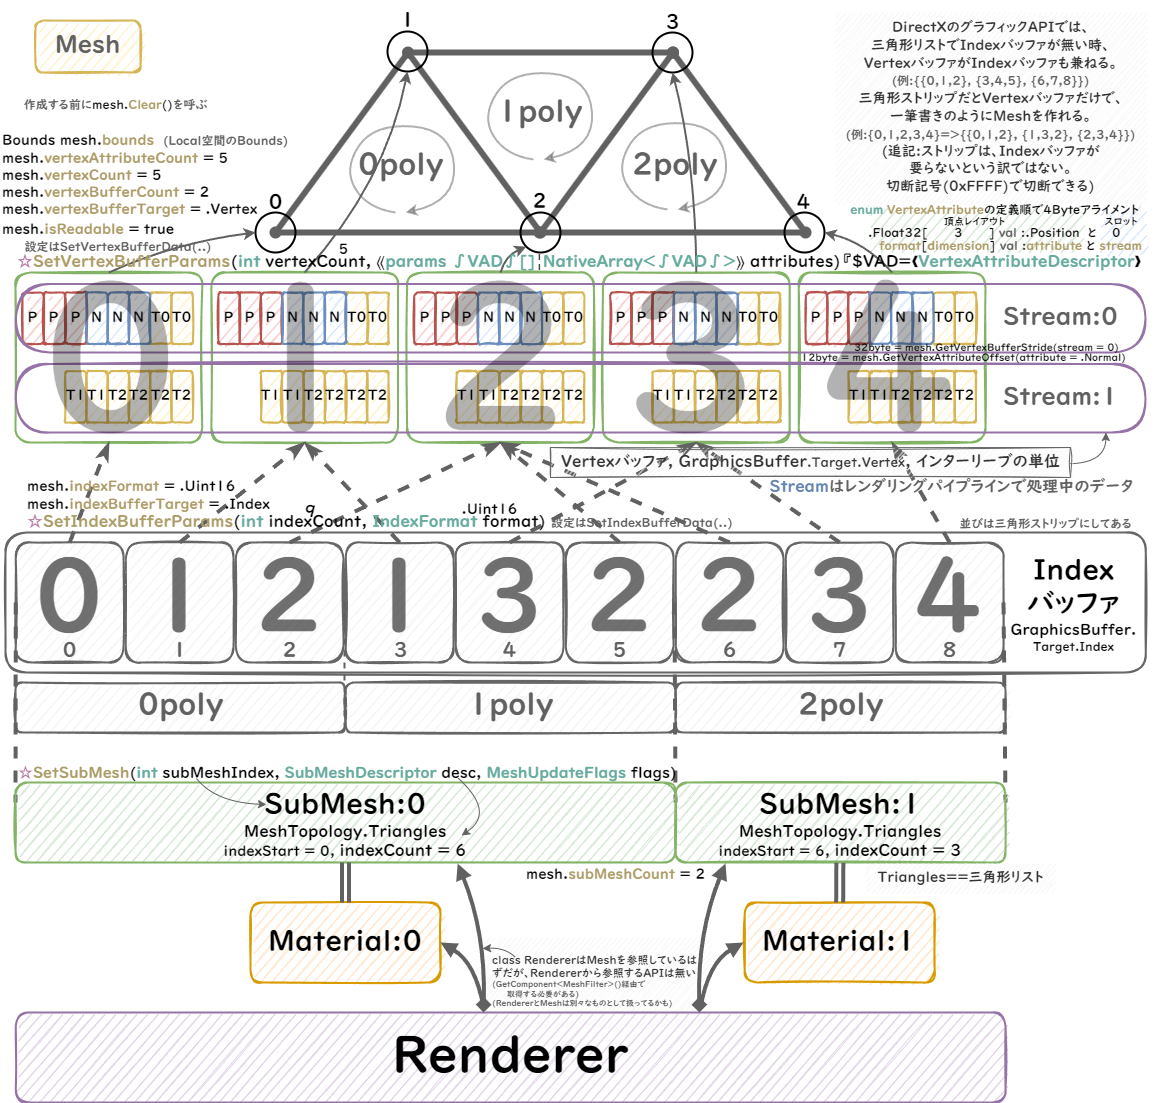 Mesh
作成する前にmesh.Clear()を呼ぶ
Bounds mesh.bounds (Local空間のBounds)
mesh.vertexAttributeCount = 5
mesh.vertexCount = 5
mesh.vertexBufferCount = 2
mesh.vertexBufferTarget = .Vertex
mesh.isReadable = true
設定はSetVertexBufferData(..)
1
3
0poly
1poly
2poly
0
2
4
DirectXのグラフィックAPIでは、
三角形リストでIndexバッファが無い時、
VertexバッファがIndexバッファも兼ねる。
(例:{{0,1,2}, {3,4,5}, {6,7,8}})
三角形ストリップだとVertexバッファだけで、
一筆書きのようにMeshを作れる。
(例:{0,1,2,3,4}=>{{0,1,2}, {1,3,2}, {2,3,4}})
(追記:ストリップは、Indexバッファが
要らないという訳ではない。
切断記号(0xFFFF)で切断できる)
enum VertexAttributeの定義順で4Byteアライメント
頂点レイアウト スロット
.Float32[ 3 ] val :.Position と 0
format[dimension] val :attribute と stream
5
☆SetVertexBufferParams(int vertexCount, 《params ∫VAD∫[]¦NativeArray<∫VAD∫>》 attributes)『$VAD=❰VertexAttributeDescriptor❱
P P P N N N T0 T0
P P P N N N T0 T0
P P P N N N T0 T0
P P P N N N T0 T0
P P P N N N T0 T0
Stream:0
32byte = mesh.GetVertexBufferStride(stream = 0)
12byte = mesh.GetVertexAttributeOffset(attribute = .Normal)
0 1 2 3 4
T1 T1 T2 T2 T2 T2
T1 T1 T2 T2 T2 T2
T1 T1 T2 T2 T2 T2
T1 T1 T2 T2 T2 T2
T1 T1 T2 T2 T2 T2
Stream:1
Vertexバッファ, GraphicsBuffer.Target.Vertex, インターリーブの単位
Streamはレンダリングパイプラインで処理中のデータ
mesh.indexFormat = .Uint16
mesh.indexBufferTarget = .Index
9
.Uint16
☆SetIndexBufferParams(int indexCount, IndexFormat format) 設定はSetIndexBufferData(..)
並びは三角形ストリップにしてある
0 1 2 1 3 2 2 3 4
0 1 2 3 4 5 6 7 8
Index
バッファ
GraphicsBuffer.
Target.Index
0poly
1poly
2poly
☆SetSubMesh(int subMeshIndex, SubMeshDescriptor desc, MeshUpdateFlags flags)
SubMesh:0
MeshTopology.Triangles
indexStart = 0, indexCount = 6
SubMesh:1
MeshTopology.Triangles
indexStart = 6, indexCount = 3
mesh.subMeshCount = 2
Triangles==三角形リスト
Material:0
Material:1
class RendererはMeshを参照しているは
ずだが、Rendererから参照するAPIは無い
(GetComponent<MeshFilter>()経由で
取得する必要がある)
(RendererとMeshは別々なものとして扱ってるかも)
Renderer